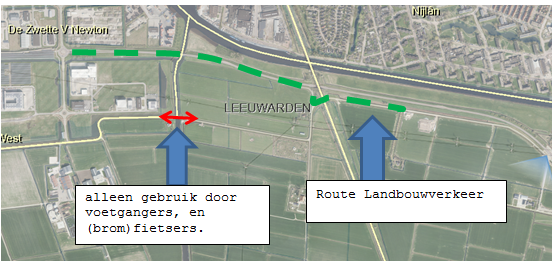 Nijlân
De Zwette V Newton
LEEUWARDEN
West
alleen gebruik door
voetgangers, en
(brom)fietsers.
Route Landbouwverkeer